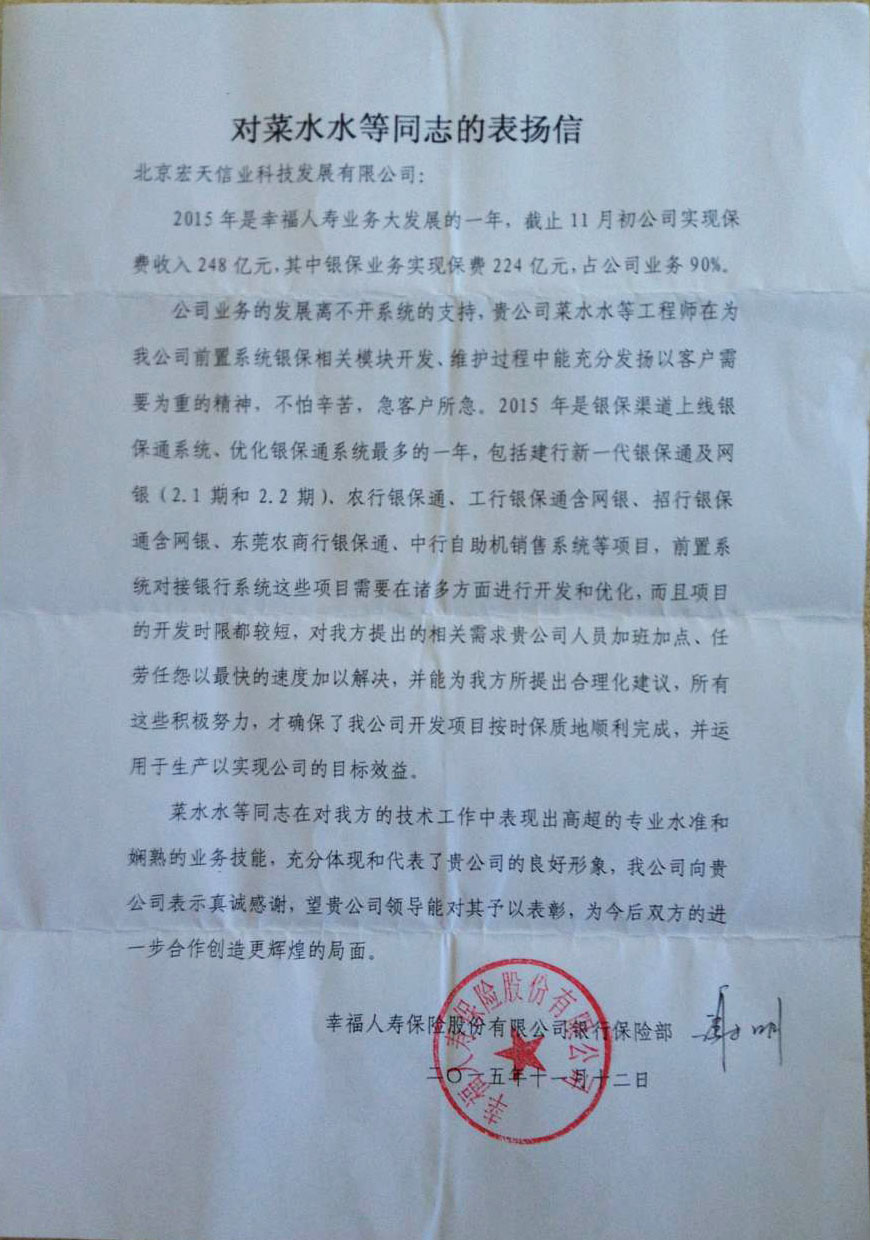 对菜水水等同志的表扬信
北京宏天信业科技发展有限公司：
2015年是幸福人寿业务大发展的一年，截止11月初公司实现保
费收入248亿元，其中银保业务实现保费224亿元，占公司业务90%。
公司业务的发展离不开系统的支持，贵公司菜水水等工程师在为
我公司前置系统银保相关模块开发、维护过程中能充分发扬以客户需
要为重的精神，不怕辛苦，急客户所急。2015年是银保渠道上线银
保通系统、优化银保通系统最多的一年，包括建行新一代银保通及网
银（2.1期和2.2期）、农行银保通、工行银保通含网银、招行银保
通含网银、东莞农商行银保通、中行自助机销售系统等项目，前置系
统对接银行系统这些项目需要在诸多方面进行开发和优化，而且项目
的开发时限都较短，对我方提出的相关需求贵公司人员加班加点、任
劳任怨以最快的速度加以解决，并能为我方所提出合理化建议，所有
这些积极努力，才确保了我公司开发项目按时保质地顺利完成，并运
用于生产以实现公司的目标效益。
菜水水等同志在对我方的技术工作中表现出高超的专业水准和
娴熟的业务技能，充分体现和代表了贵公司的良好形象，我公司向贵
公司表示真诚感谢，望贵公司领导能对其予以表彰，为今后双方的进
一步合作创造更辉煌的局面。
幸福人寿保险股份有限公司银行保险部
二〇一五年十一月十二日
幸福人寿保险股份有限公司